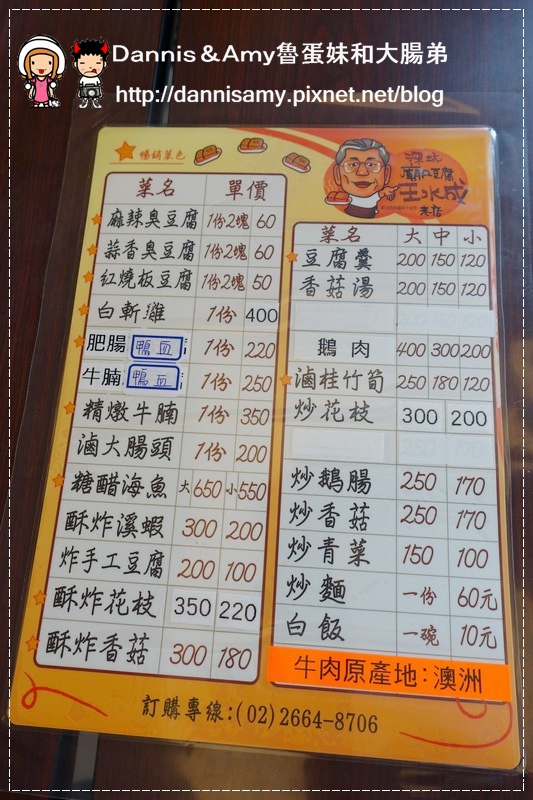 Dannis&Amy魯蛋妹和大腸弟
http://dannisamy.pixnet.net/blog
暢銷菜色
深坑
廟口豆腐
王水成
老店
菜名 單價
麻辣臭豆腐 1份2塊 60
蒜香臭豆腐 1份2塊 60
紅燒板豆腐 1份2塊 50
白斬雞 1份 400
肥腸 鴨血 1份 220
牛腩 鴨血 1份 250
精燉牛腩 1份 350
滷大腸頭 1份 200
糖醋海魚 大650 小550
酥炸溪蝦 300 200
炸手工豆腐 200 100
酥炸花枝 350 220
酥炸香菇 300 180
菜名 大 中 小
豆腐羹 200 150 120
香菇湯 200 150 120
鵝肉 400 300 200
滷桂竹筍 250 180 120
炒花枝 300 200
炒鵝腸 250 170
炒香菇 250 170
炒青菜 150 100
炒麵 一份 60元
白飯 一碗 10元
牛肉原產地:澳洲
訂購專線:(02)2664-8706